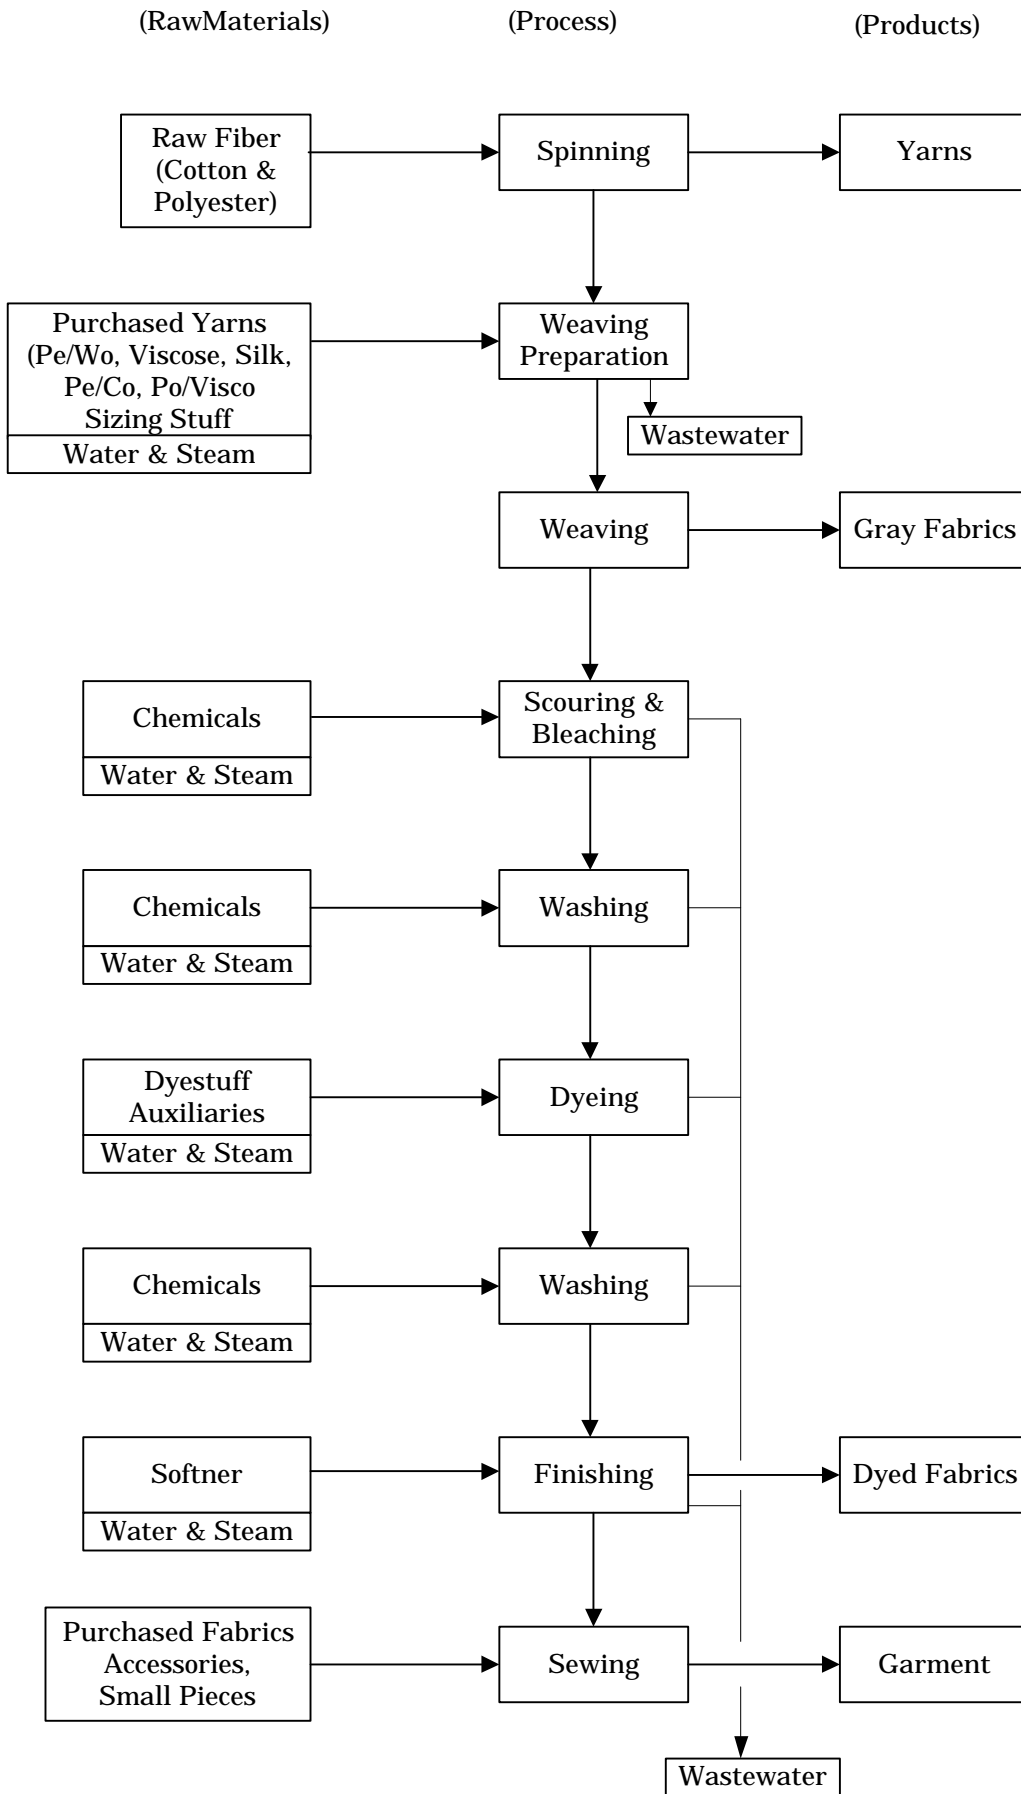 (RawMaterials)
(Process)
(Products)
Raw Fiber
(Cotton &
Polyester)
Spinning
Yarns
Purchased Yarns
(Pe/Wo, Viscose, Silk,
Pe/Co, Po/Visco
Sizing Stuff
Water & Steam
Weaving
Preparation
Wastewater
Weaving
Gray Fabrics
Chemicals
Water & Steam
Scouring &
Bleaching
Chemicals
Water & Steam
Washing
Dyestuff
Auxiliaries
Water & Steam
Dyeing
Chemicals
Water & Steam
Washing
Softner
Water & Steam
Finishing
Dyed Fabrics
Purchased Fabrics
Accessories,
Small Pieces
Sewing
Garment
Wastewater